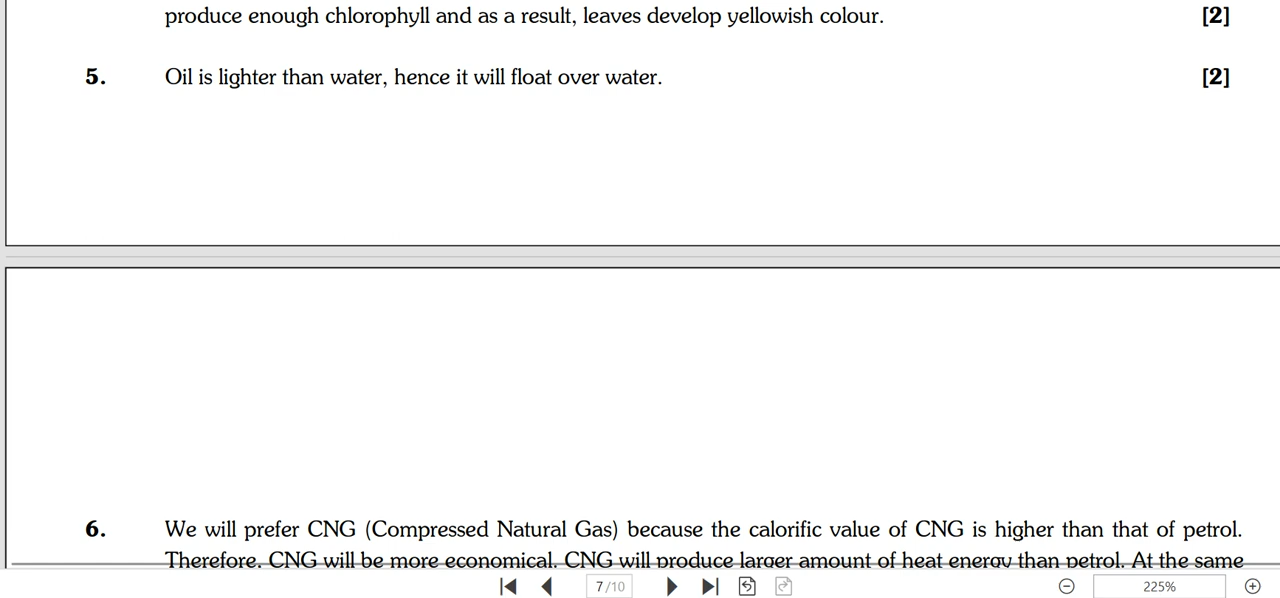 produce enough chlorophyll and as a result, leaves develop yellowish colour. [2]
5. Oil is lighter than water, hence it will float over water. [2]
6. We will prefer CNG (Compressed Natural Gas) because the calorific value of CNG is higher than that of petrol.
Therefore. CNG will be more economical. CNG will produce larger amount of heat energy than petrol. At the same
7/10
225%